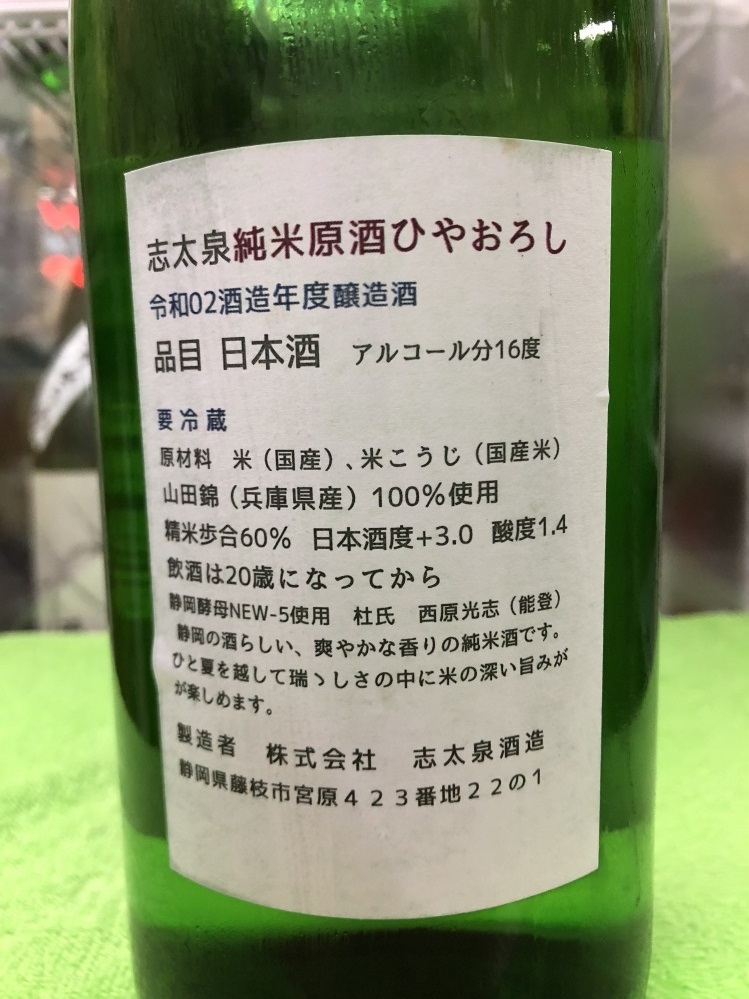 志太泉純米原酒ひやおろし
令和02酒造年度醸造酒
品目 日本酒 アルコール分16度
要冷蔵
原材料 米（国産）、米こうじ（国産米）
山田錦（兵庫県産）100%使用
精米歩合60% 日本酒度+3.0 酸度1.4
飲酒は20歳になってから
静岡酵母NEW-5使用 杜氏 西原光志（能登）
静岡の酒らしい、爽やかな香りの純米酒です。
ひと夏を越して瑞ゝしさの中に米の深い旨みが
が楽しめます。
製造者 株式会社 志太泉酒造
静岡県藤枝市宮原４２３番地２２の１